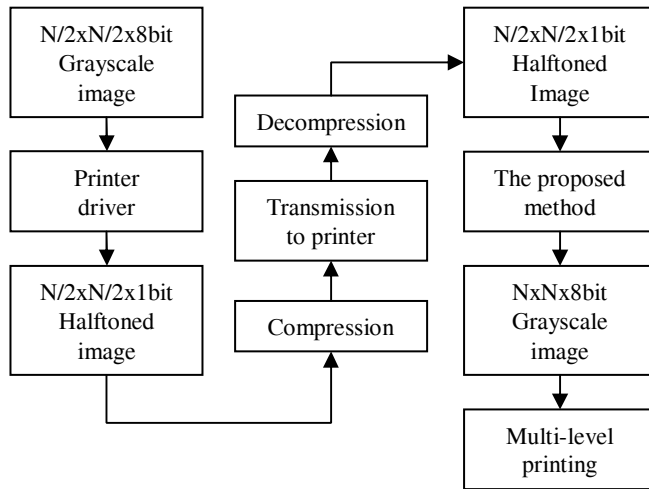 N/2xN/2x8bit
Grayscale
image
Printer
driver
N/2xN/2x1bit
Halftoned
image
Compression
Transmission
to printer
Decompression
N/2xN/2x1bit
Halftoned
Image
The proposed
method
NxNx8bit
Grayscale
image
Multi-level
printing